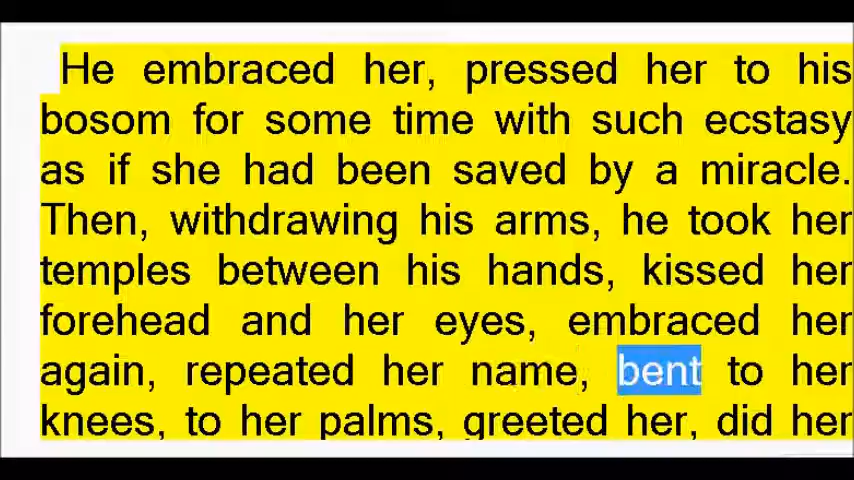 He embraced her, pressed her to his
bosom for some time with such ecstasy
as if she had been saved by a miracle.
Then, withdrawing his arms, he took her
temples between his hands, kissed her
forehead and her eyes, embraced her
again, repeated her name, bent to her
knees, to her palms, greeted her, did her